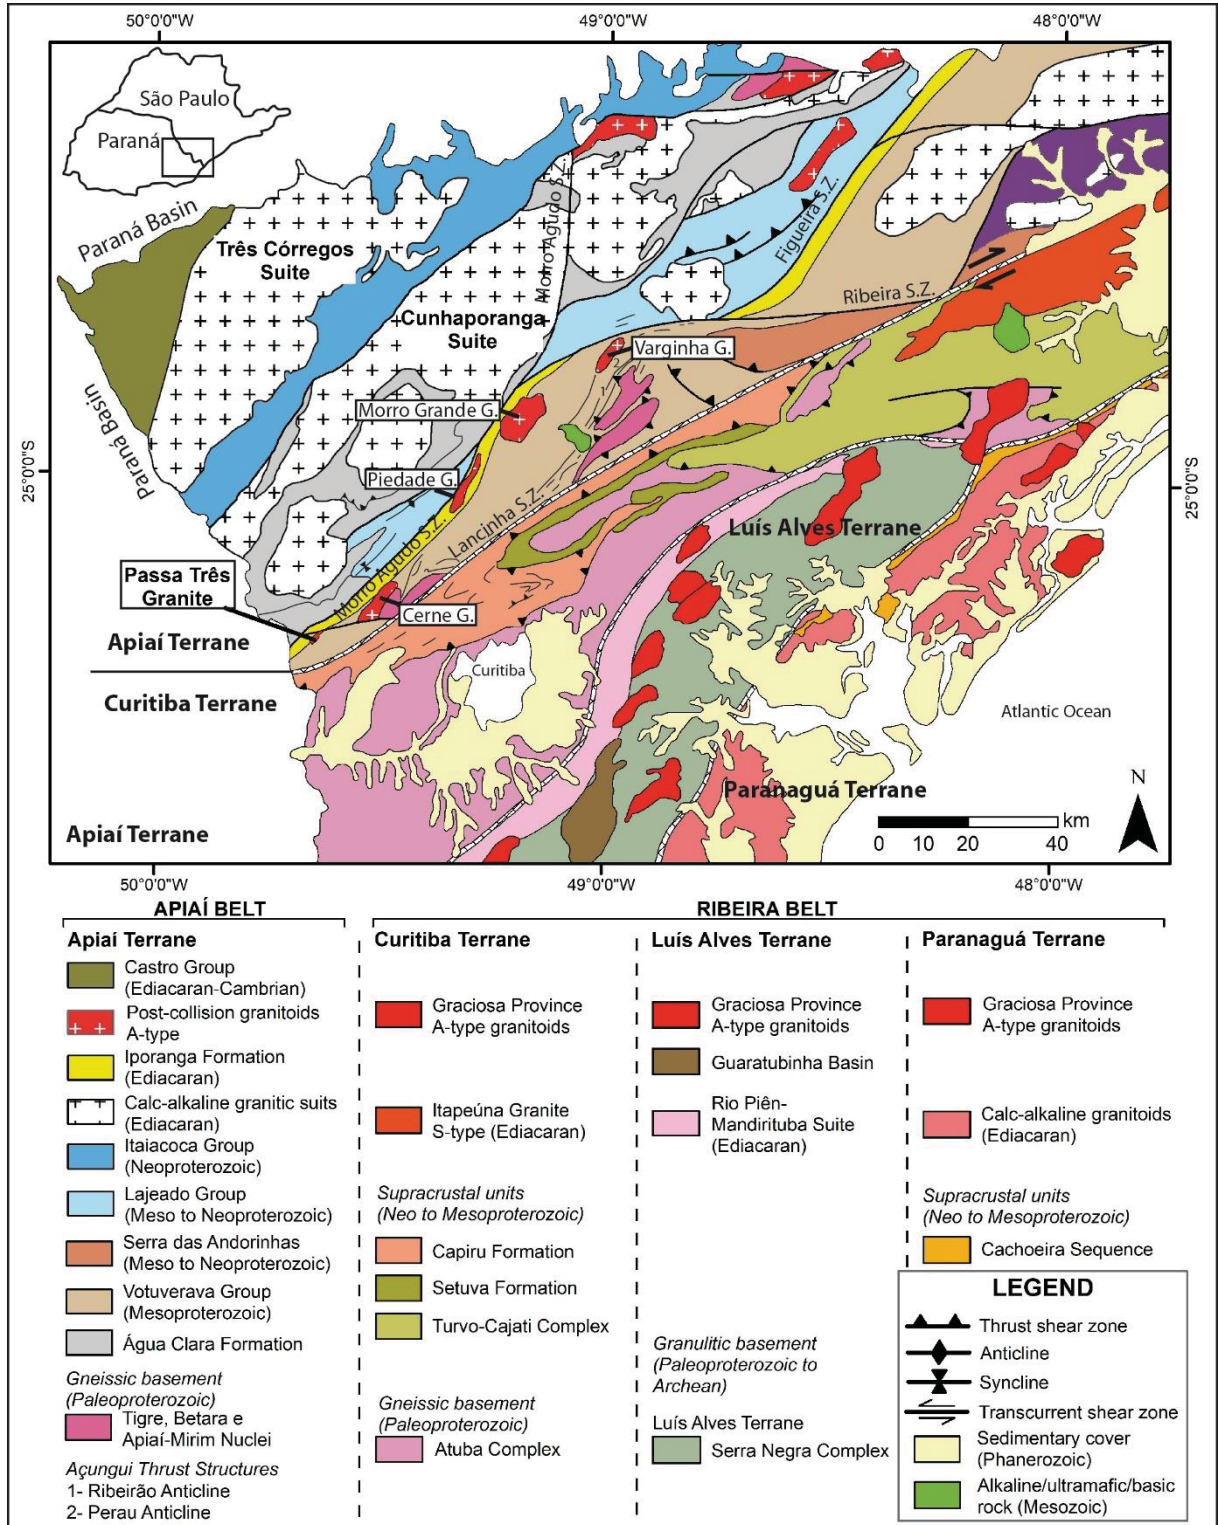 50°0'0"W
49°0'0"W
48°0'0"W
São Paulo
Paraná
Paraná Basin
Três Córregos
Suite
Morro Agudo S.Z.
Figueira S.Z.
Ribeira S.Z.
Cunhaporanga
Suite
Varginha G.
Morro Grande G.
Paraná Basin
25°0'0"S
25°0'0"S
Piedade G.
Lancinha S.Z.
Luís Alves Terrane
Morro Agudo S.Z.
Passa Três
Granite
Cerne G.
Apiaí Terrane
Curitiba
Curitiba Terrane
Atlantic Ocean
Paranaguá Terrane
N
Apiaí Terrane
km
0 10 20 40
50°0'0"W
49°0'0"W
48°0'0"W
APIAÍ BELT
RIBEIRA BELT
Apiaí Terrane
Castro Group
(Ediacaran-Cambrian)
Post-collision granitoids
A-type
Iporanga Formation
(Ediacaran)
Calc-alkaline granitic suits
(Ediacaran)
Itaiacoca Group
(Neoproterozoic)
Lajeado Group
(Meso to Neoproterozoic)
Serra das Andorinhas
(Meso to Neoproterozoic)
Votuverava Group
(Mesoproterozoic)
Água Clara Formation
Gneissic basement
(Paleoproterozoic)
Tigre, Betara e
Apiaí-Mirim Nuclei
Açungui Thrust Structures
1- Ribeirão Anticline
2- Perau Anticline
Curitiba Terrane
Graciosa Province
A-type granitoids
Itapeúna Granite
S-type (Ediacaran)
Supracrustal units
(Neo to Mesoproterozoic)
Capiru Formation
Setuva Formation
Turvo-Cajati Complex
Gneissic basement
(Paleoproterozoic)
Atuba Complex
Luís Alves Terrane
Graciosa Province
A-type granitoids
Guaratubinha Basin
Rio Piên-
Mandirituba Suite
(Ediacaran)
Granulitic basement
(Paleoproterozoic to
Archean)
Luís Alves Terrane
Serra Negra Complex
Paranaguá Terrane
Graciosa Province
A-type granitoids
Calc-alkaline granitoids
(Ediacaran)
Supracrustal units
(Neo to Mesoproterozoic)
Cachoeira Sequence
LEGEND
Thrust shear zone
Anticline
Syncline
Transcurrent shear zone
Sedimentary cover
(Phanerozoic)
Alkaline/ultramafic/basic
rock (Mesozoic)